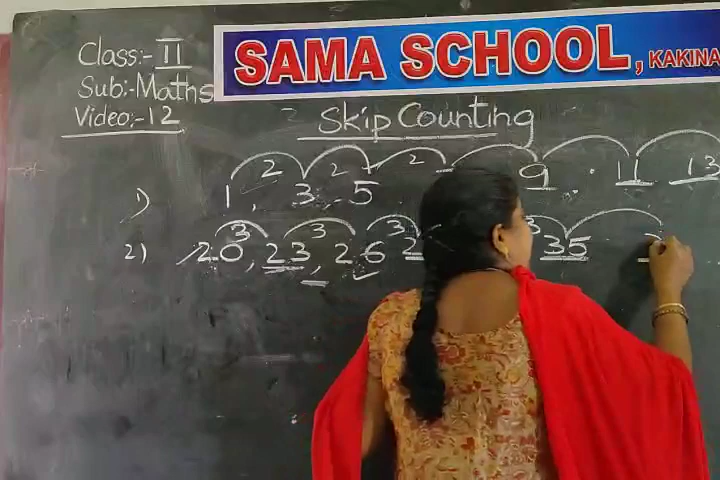 Class:- II
Sub:- Maths
Video:- 12
SAMA SCHOOL, KAKINA
Skip Counting
2 2 2
1) 1, 3 5 9 11 13
3 3 3 3
2) 20, 23, 26 2 35